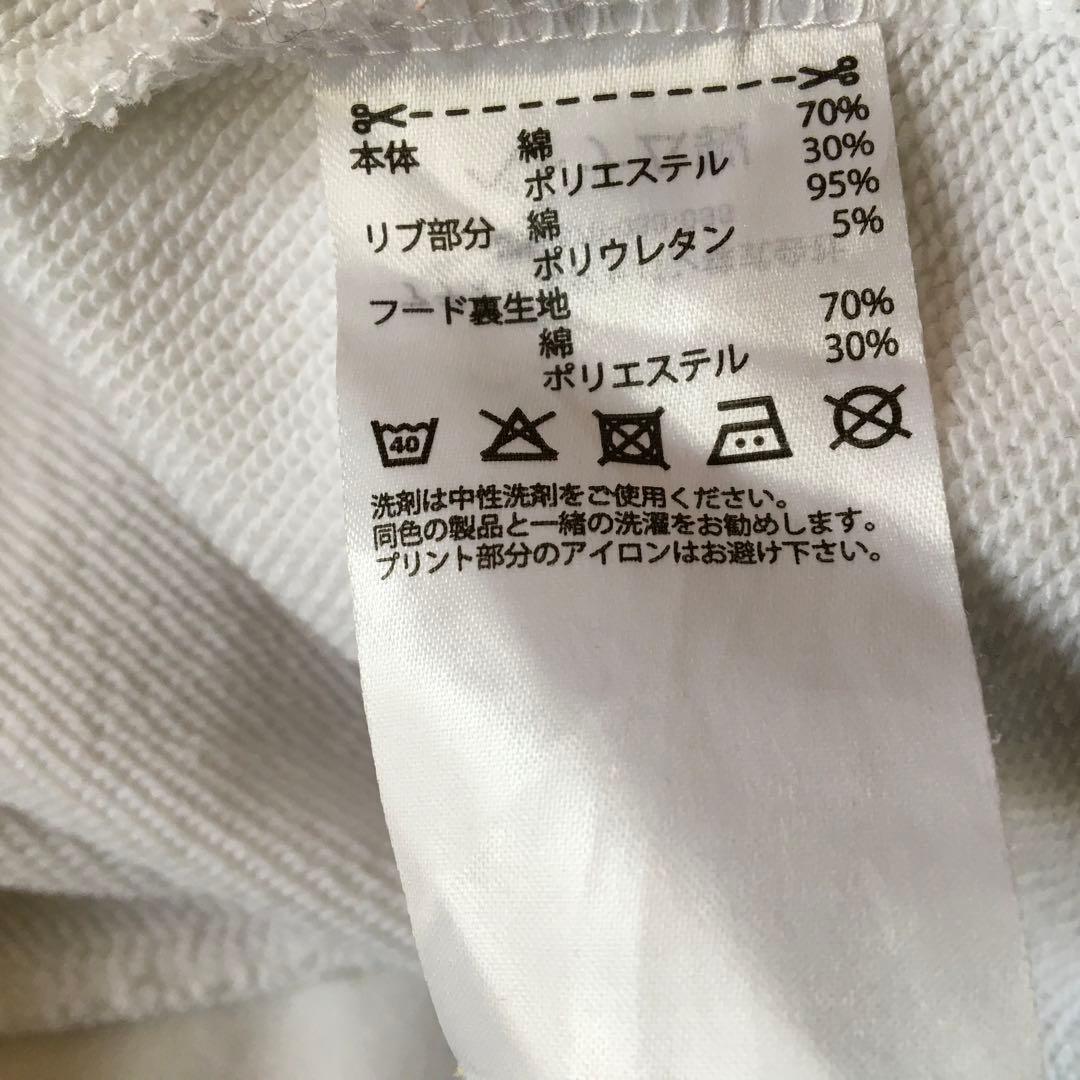 本体 綿 70%
ポリエステル 30%
リブ部分 綿 95%
ポリウレタン 5%
フード裏生地
綿 70%
ポリエステル 30%
40
洗剤は中性洗剤をご使用ください。
同色の製品と一緒の洗濯をお勧めします。
プリント部分のアイロンはお避け下さい。